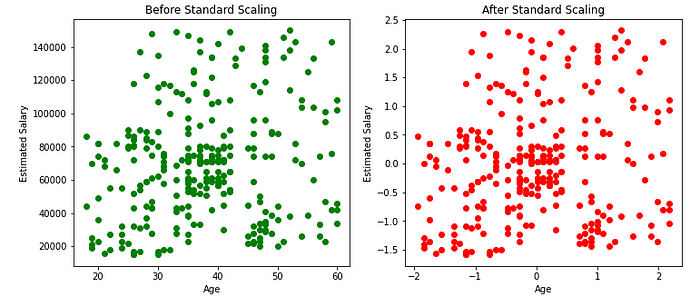 Before Standard Scaling
Estimated Salary
140000
120000
100000
80000
60000
40000
20000
20 30 40 50 60
Age
After Standard Scaling
Estimated Salary
2.5
2.0
1.5
1.0
0.5
0.0
−0.5
−1.0
−1.5
−2 −1 0 1 2
Age